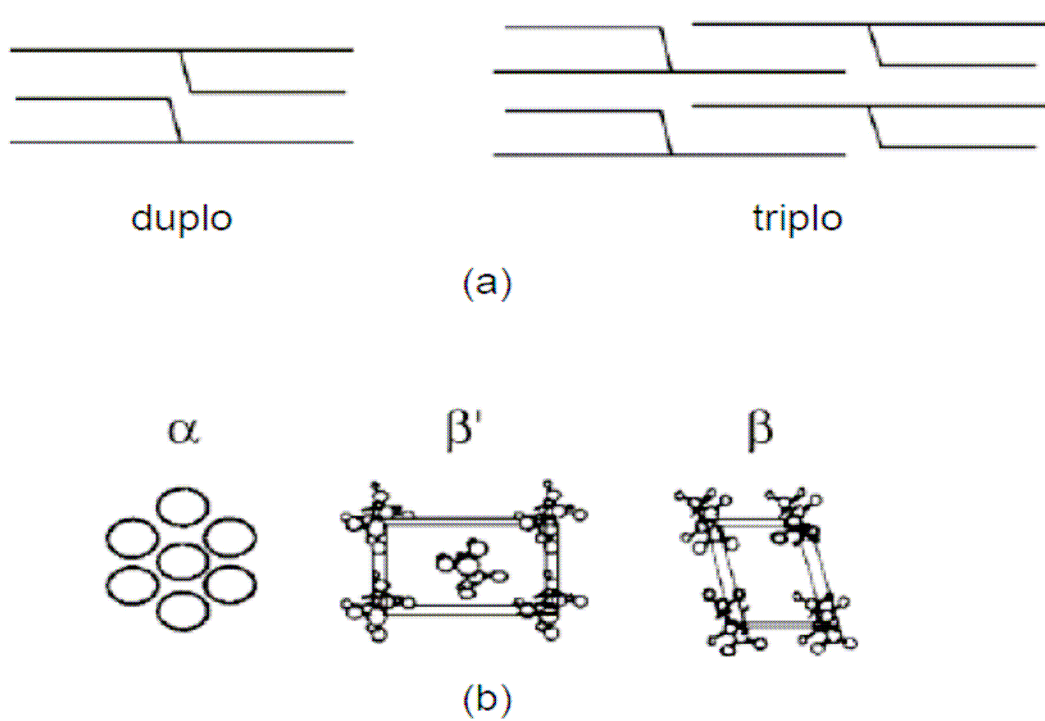 duplo triplo
(a)
α β' β
(b)